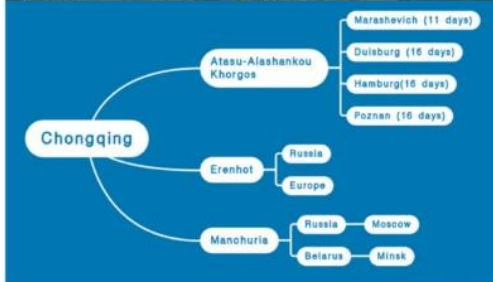 Marashevich (11 days)
Atasu-Alashankou
Khorgos
Duisburg (16 days)
Hamburg(16 days)
Poznan (16 days)
Chongqing
Erenhot
Russia
Europe
Manchuria
Russia
Moscow
Belarus
Minsk